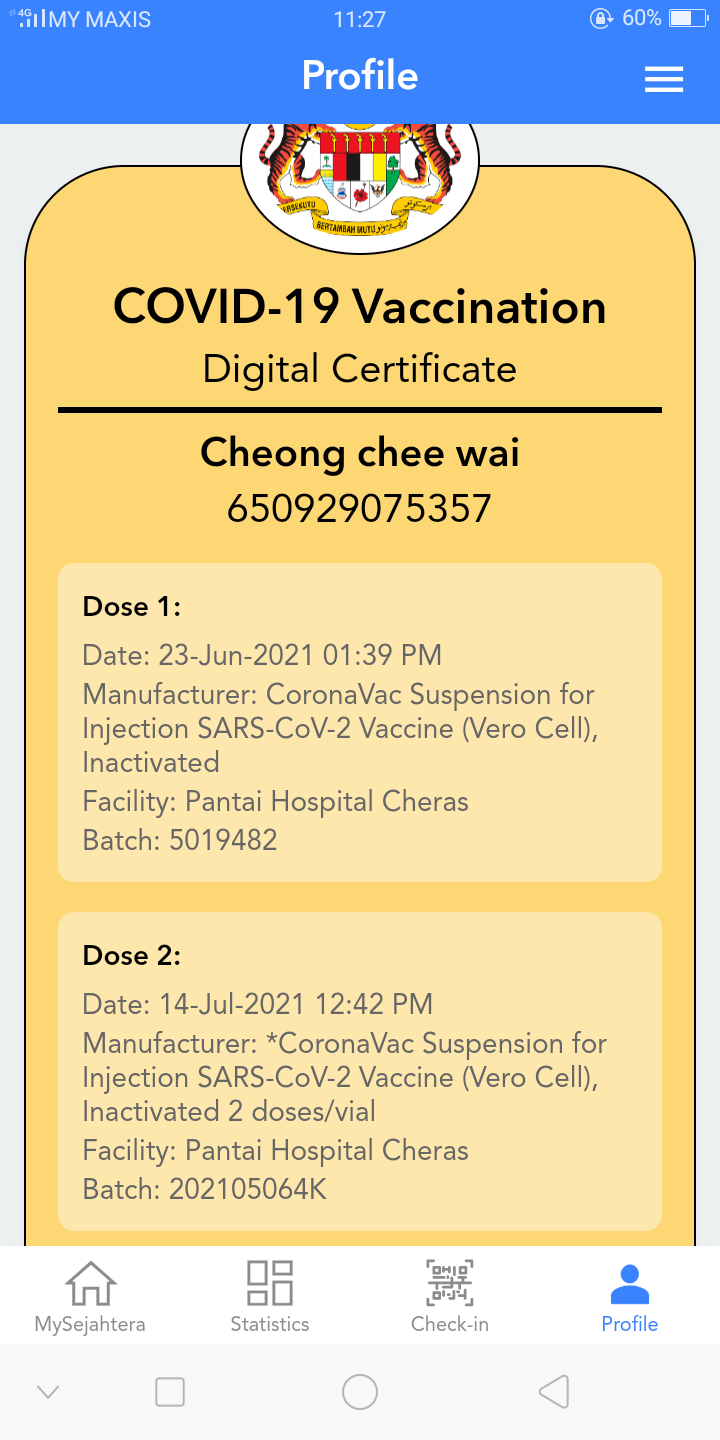 4G MY MAXIS 11:27 60%
Profile
ERSEKUTU
BERTAMBAH MUTU
COVID-19 Vaccination
Digital Certificate
Cheong chee wai
650929075357
Dose 1:
Date: 23-Jun-2021 01:39 PM
Manufacturer: CoronaVac Suspension for
Injection SARS-CoV-2 Vaccine (Vero Cell),
Inactivated
Facility: Pantai Hospital Cheras
Batch: 5019482
Dose 2:
Date: 14-Jul-2021 12:42 PM
Manufacturer: *CoronaVac Suspension for
Injection SARS-CoV-2 Vaccine (Vero Cell),
Inactivated 2 doses/vial
Facility: Pantai Hospital Cheras
Batch: 202105064K
MySejahtera
Statistics
Check-in
Profile